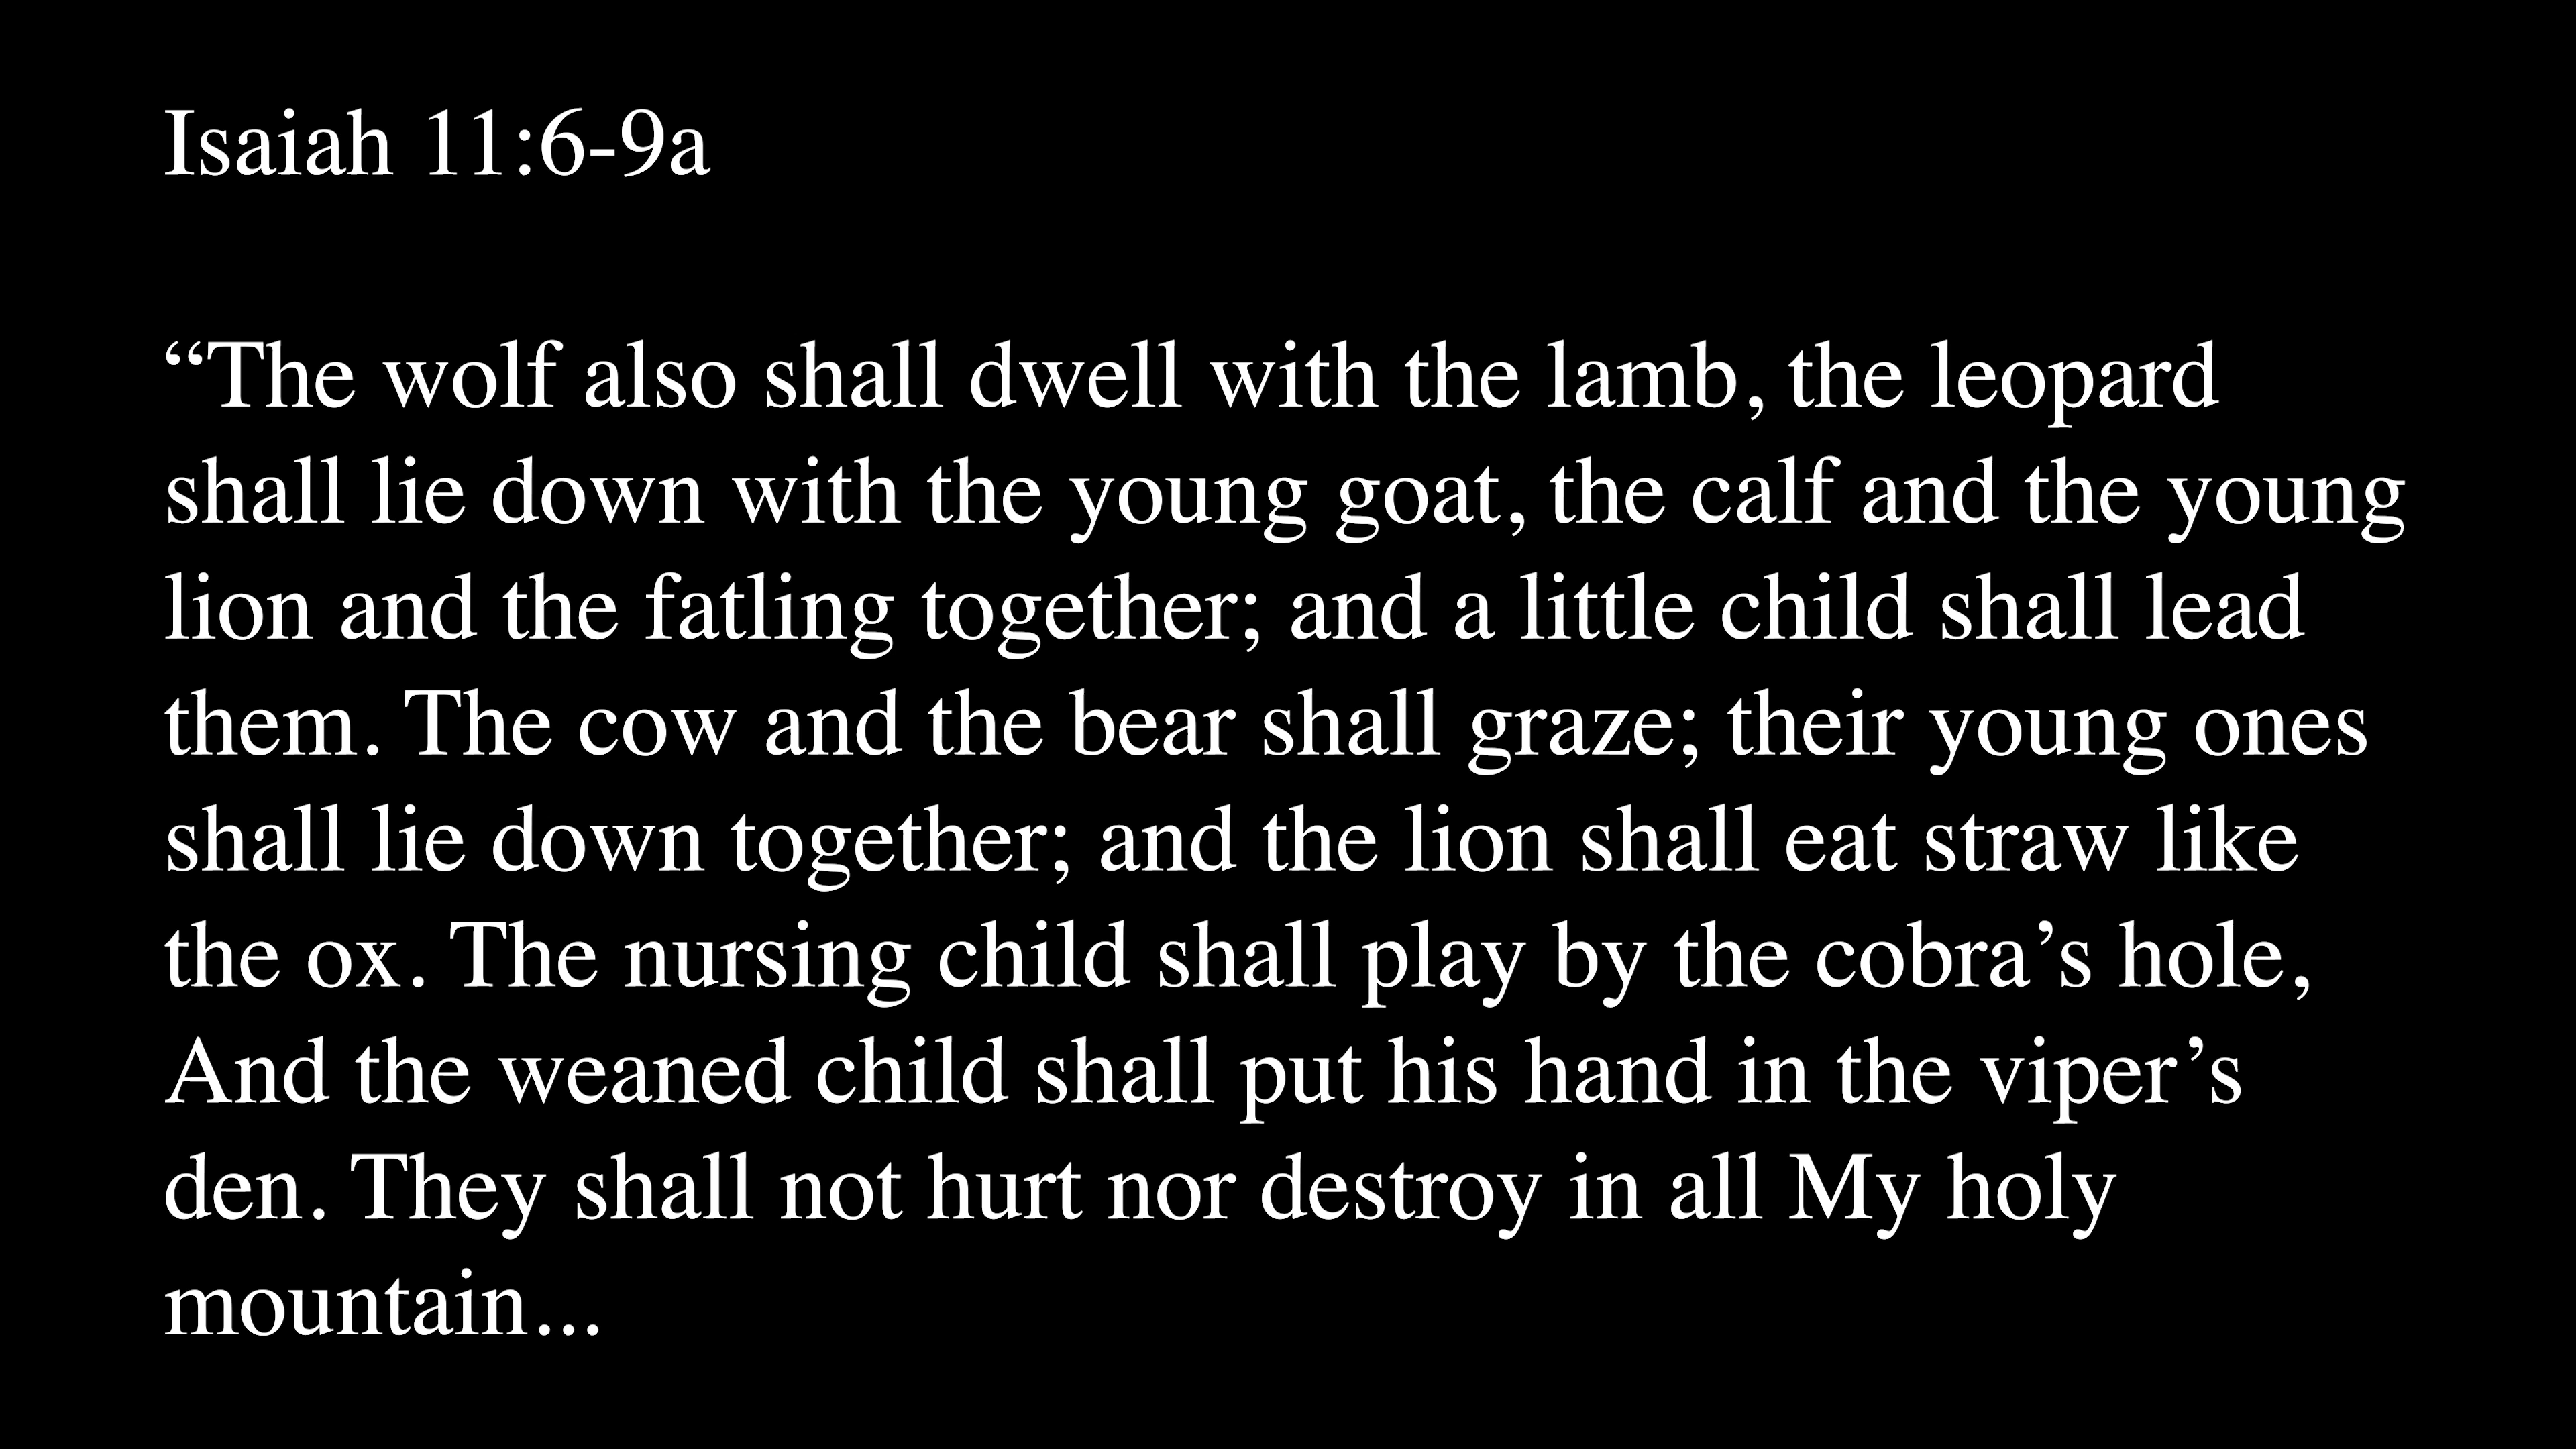 Isaiah 11:6-9a
“The wolf also shall dwell with the lamb, the leopard
shall lie down with the young goat, the calf and the young
lion and the fatling together; and a little child shall lead
them. The cow and the bear shall graze; their young ones
shall lie down together; and the lion shall eat straw like
the ox. The nursing child shall play by the cobra’s hole,
And the weaned child shall put his hand in the viper’s
den. They shall not hurt nor destroy in all My holy
mountain...